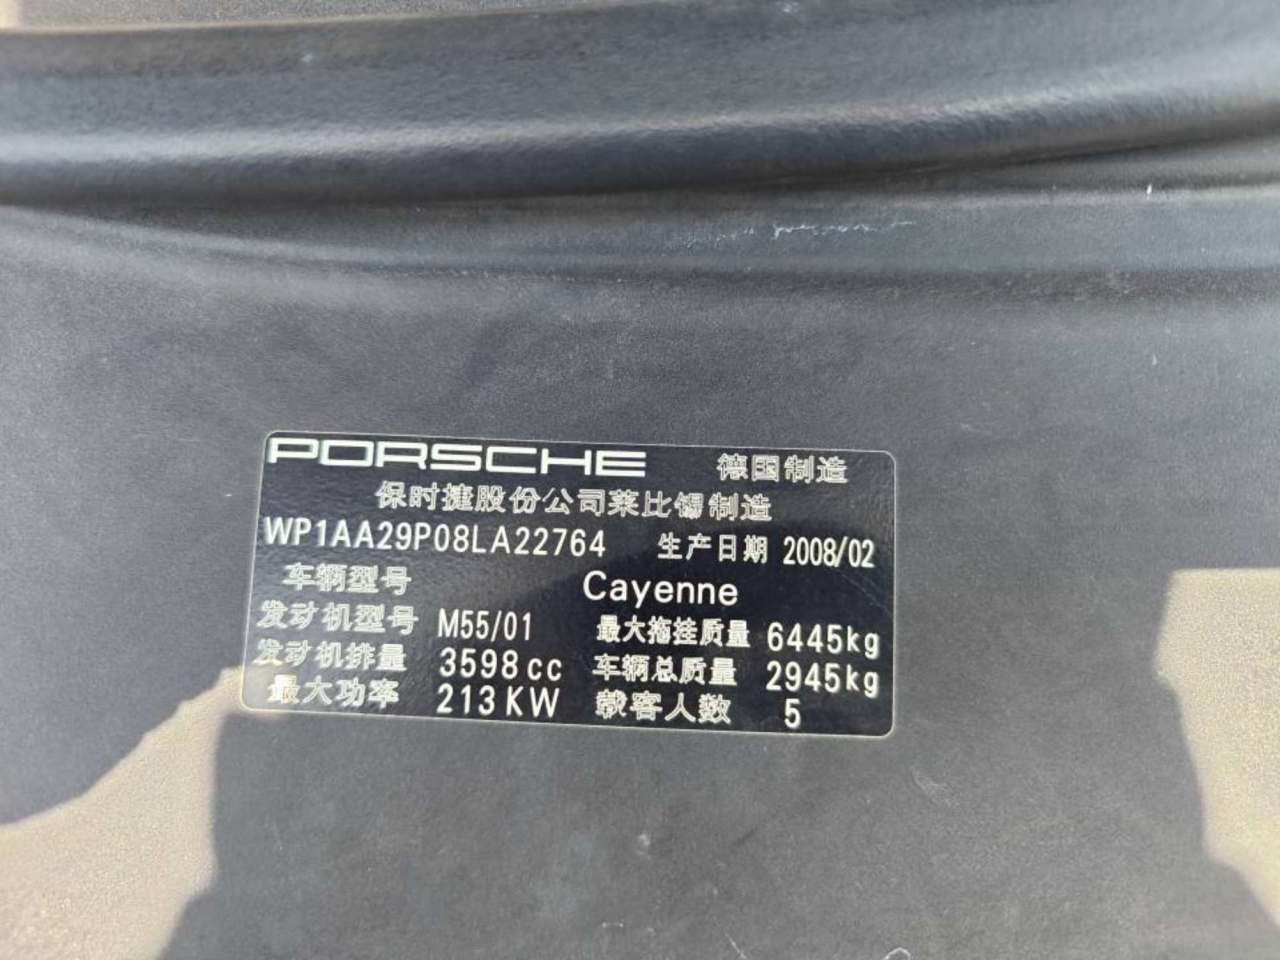 PORSCHE 德国制造
保时捷股份公司莱比锡制造
WP1AA29P08LA22764 生产日期 2008/02
车辆型号 Cayenne
发动机型号 M55/01 最大拖挂质量 6445kg
发动机排量 3598cc 车辆总质量 2945kg
最大功率 213KW 载客人数 5